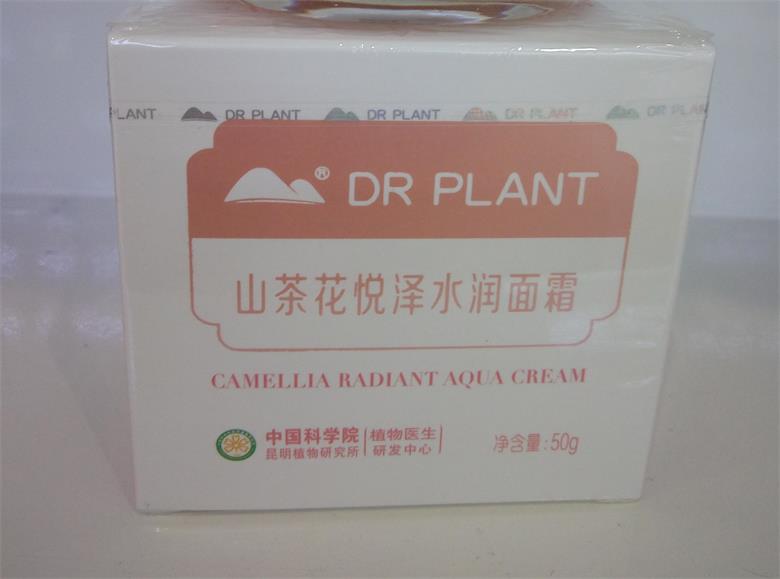 PLANT DR PLANT DR PLANT DR PLANT DR PLAN
® DR PLANT
山茶花悦泽水润面霜
CAMELLIA RADIANT AQUA CREAM
中国科学院 植物医生
昆明植物研究所 研发中心
净含量:50g